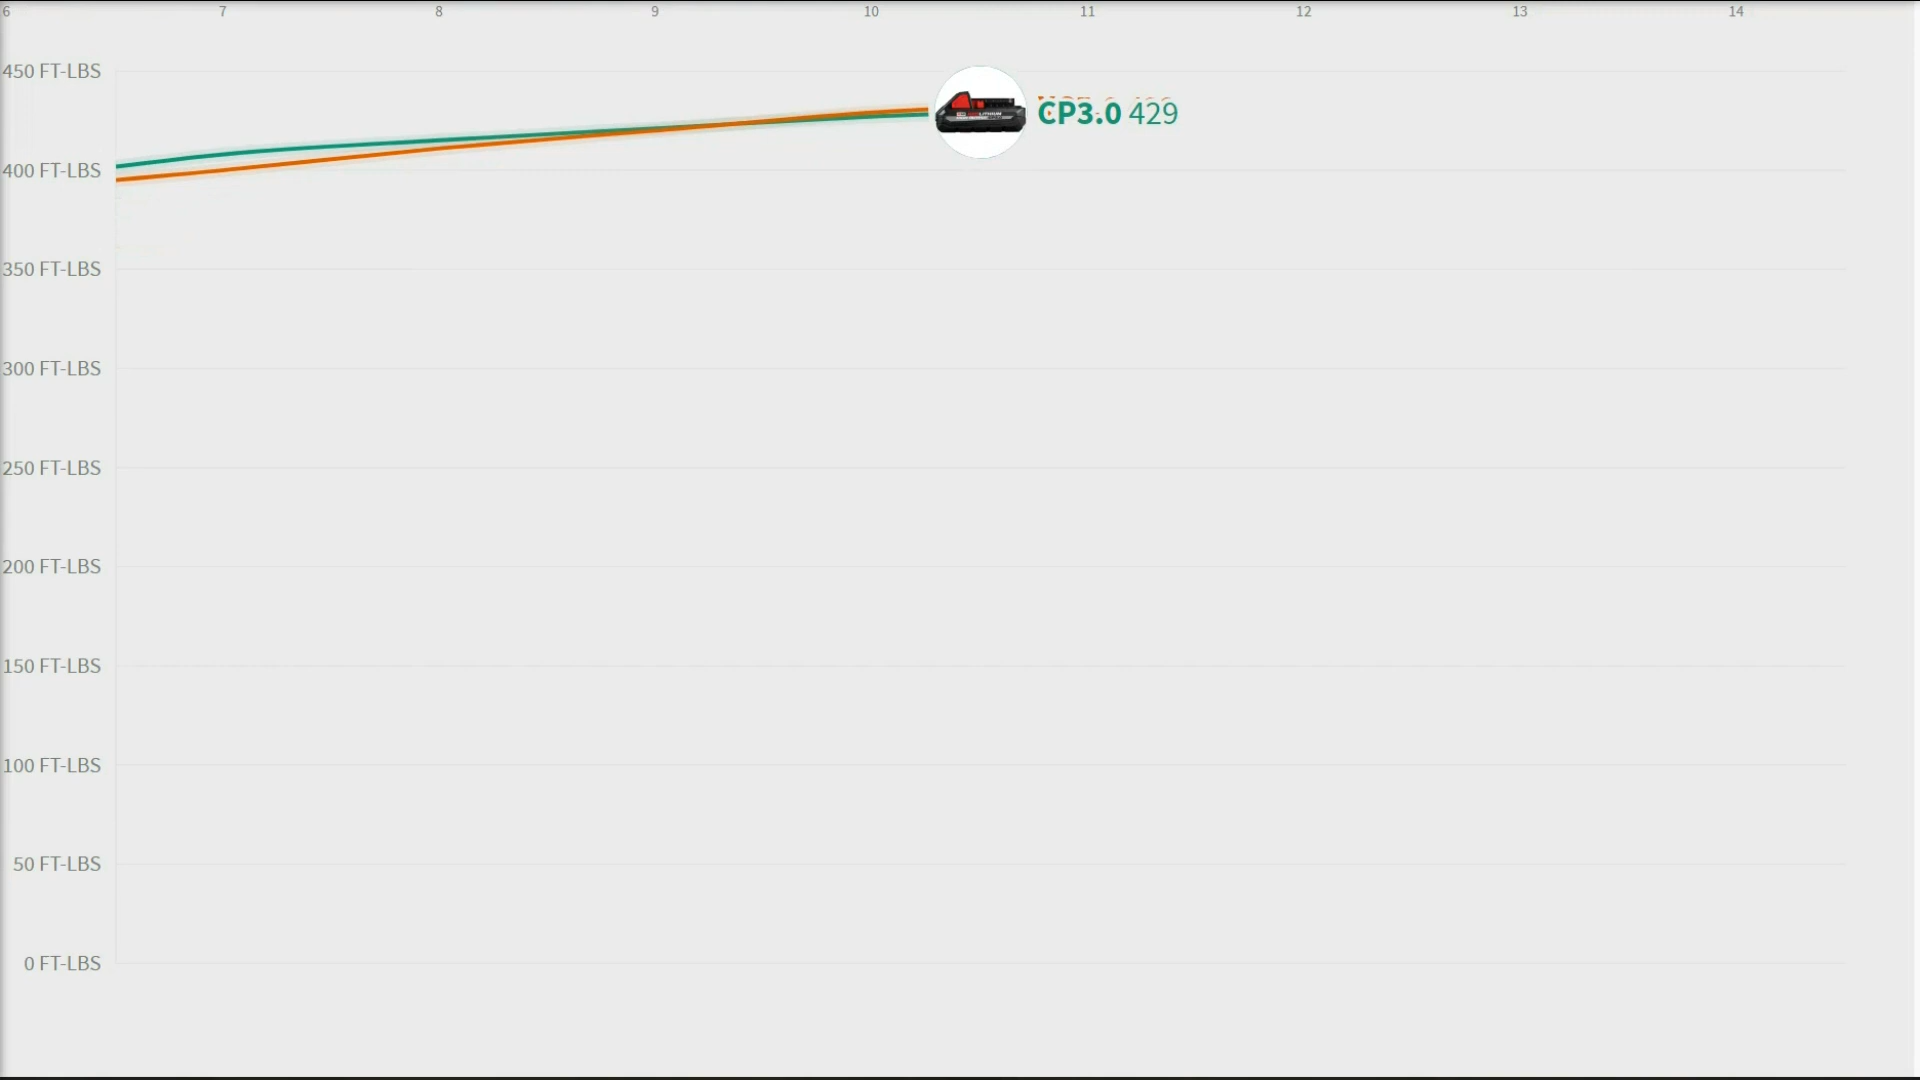 6 7 8 9 10 11 12 13 14
450 FT-LBS
CP3.0 429
400 FT-LBS
350 FT-LBS
300 FT-LBS
250 FT-LBS
200 FT-LBS
150 FT-LBS
100 FT-LBS
50 FT-LBS
0 FT-LBS